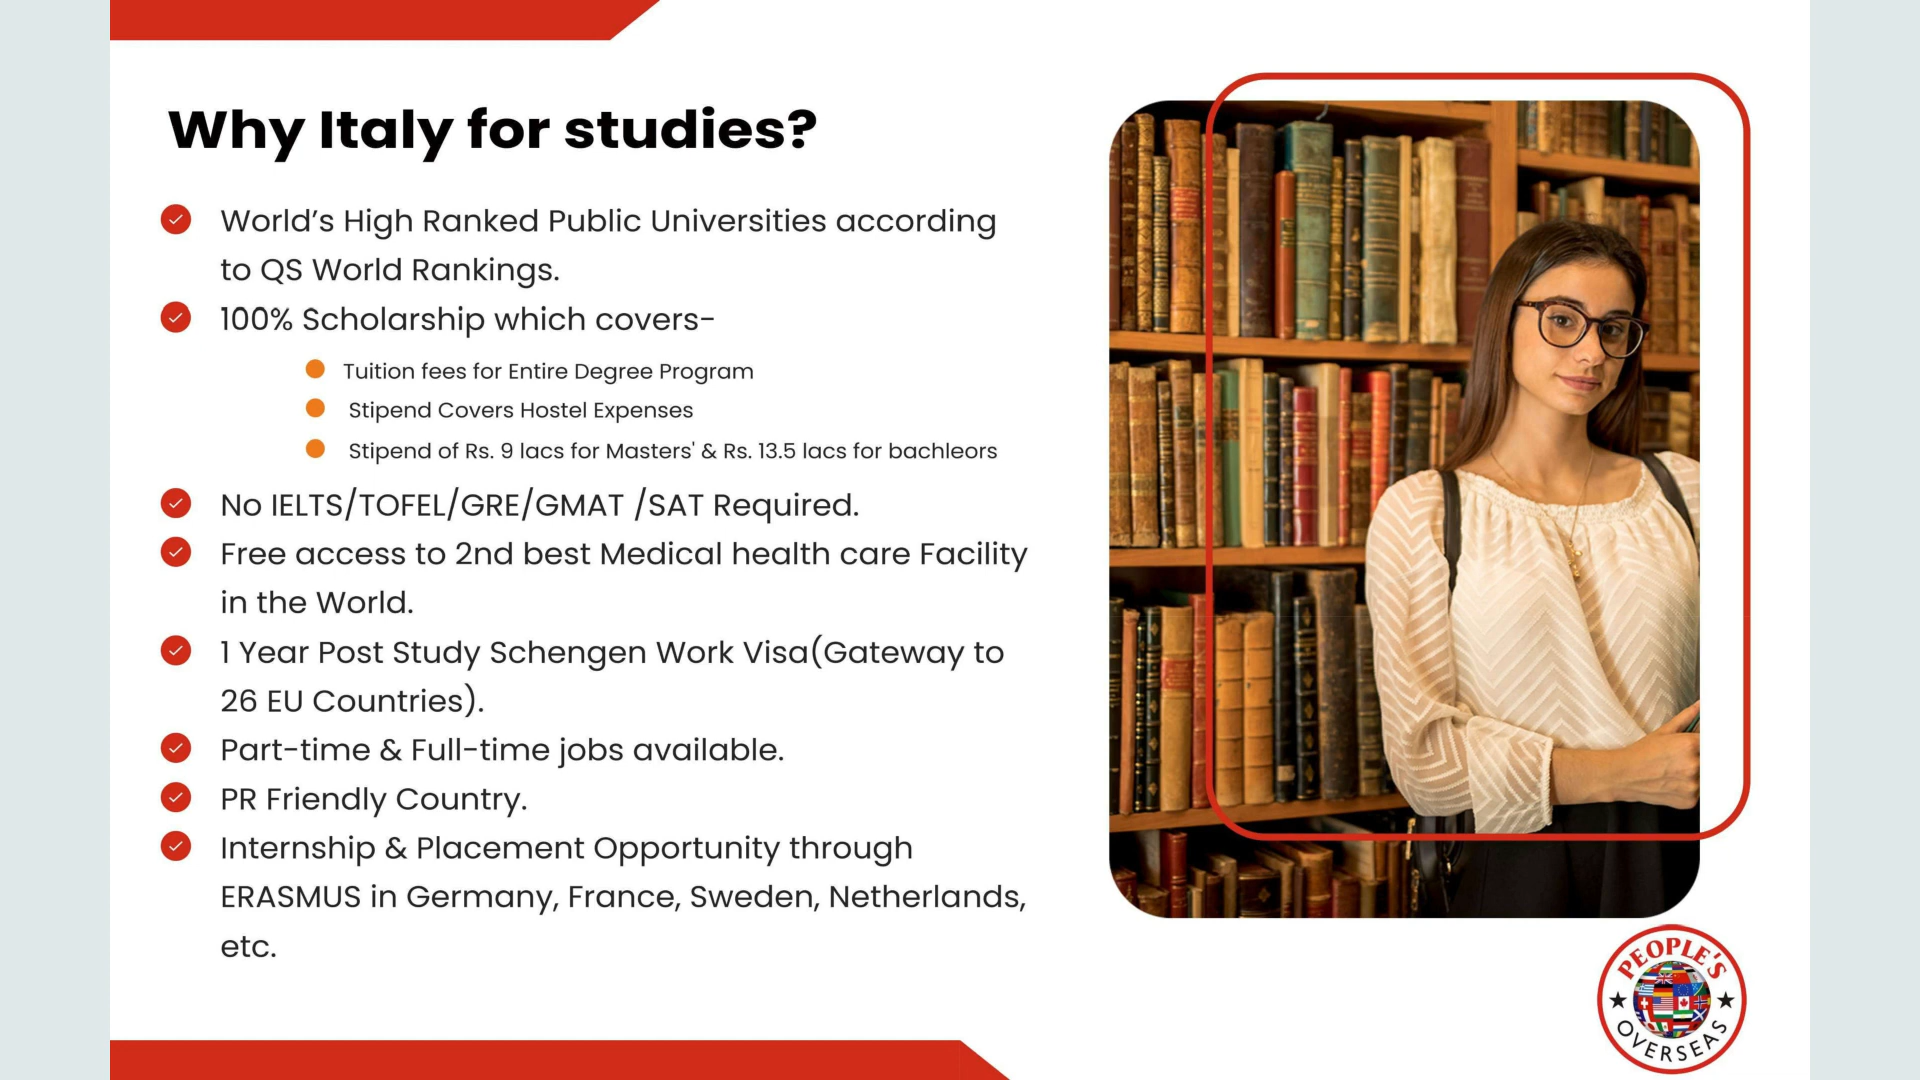 Why Italy for studies?
World’s High Ranked Public Universities according
to QS World Rankings.
100% Scholarship which covers-
Tuition fees for Entire Degree Program
Stipend Covers Hostel Expenses
Stipend of Rs. 9 lacs for Masters' & Rs. 13.5 lacs for bachleors
No IELTS/TOFEL/GRE/GMAT /SAT Required.
Free access to 2nd best Medical health care Facility
in the World.
1 Year Post Study Schengen Work Visa(Gateway to
26 EU Countries).
Part-time & Full-time jobs available.
PR Friendly Country.
Internship & Placement Opportunity through
ERASMUS in Germany, France, Sweden, Netherlands,
etc.
PEOPLE'S
OVERSEAS